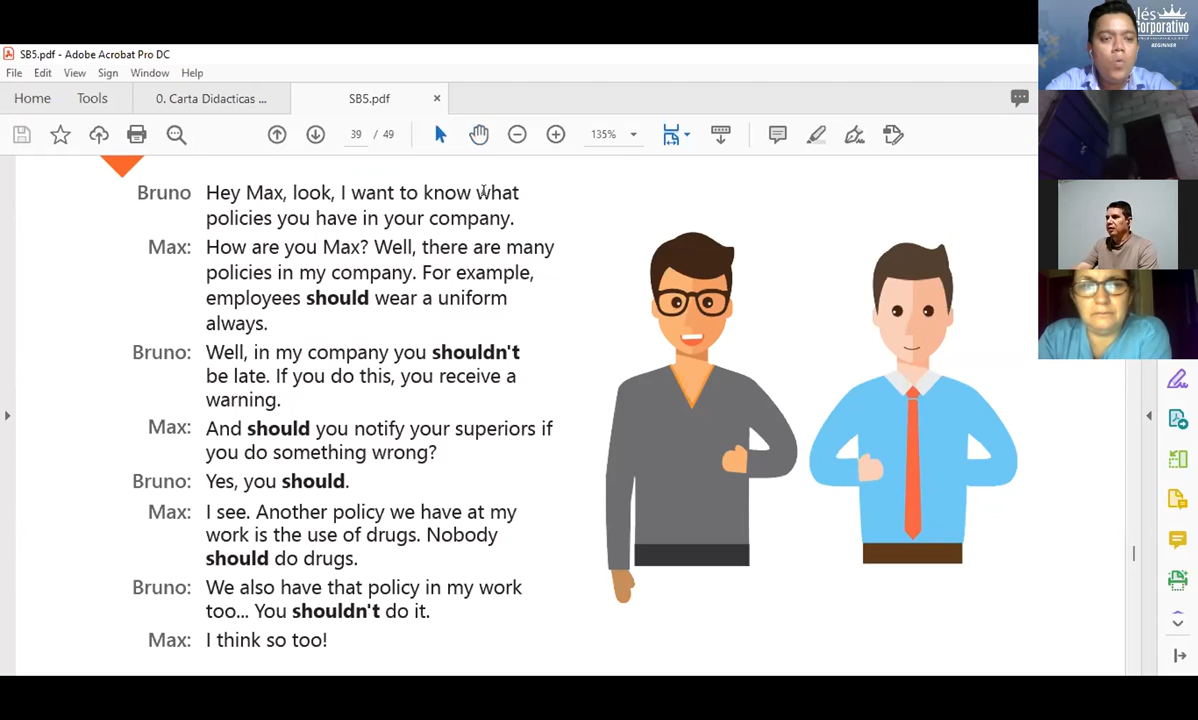 SB5.pdf - Adobe Acrobat Pro DC
File Edit View Sign Window Help
Home Tools 0. Carta Didacticas ... SB5.pdf ×
39 / 49 135%
Bruno Hey Max, look, I want to know what
policies you have in your company.
Max: How are you Max? Well, there are many
policies in my company. For example,
employees should wear a uniform
always.
Bruno: Well, in my company you shouldn't
be late. If you do this, you receive a
warning.
Max: And should you notify your superiors if
you do something wrong?
Bruno: Yes, you should.
Max: I see. Another policy we have at my
work is the use of drugs. Nobody
should do drugs.
Bruno: We also have that policy in my work
too... You shouldn't do it.
Max: I think so too!
lés
Corporativo
BEGINNER